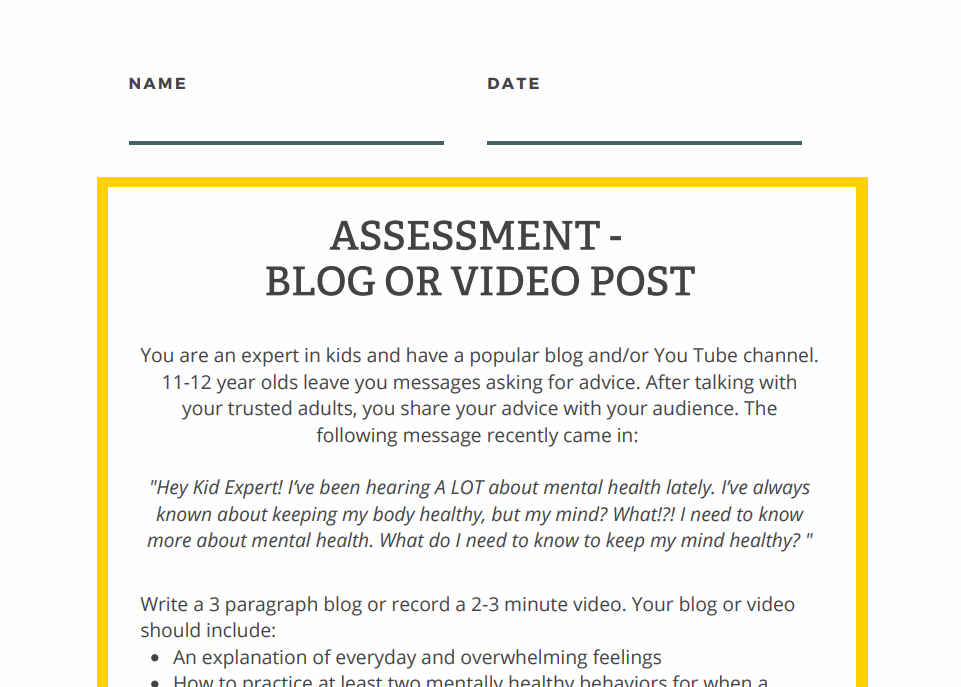 NAME
DATE
ASSESSMENT -
BLOG OR VIDEO POST
You are an expert in kids and have a popular blog and/or You Tube channel.
11-12 year olds leave you messages asking for advice. After talking with
your trusted adults, you share your advice with your audience. The
following message recently came in:
"Hey Kid Expert! I've been hearing A LOT about mental health lately. I've always
known about keeping my body healthy, but my mind? What!?! I need to know
more about mental health. What do I need to know to keep my mind healthy? "
Write a 3 paragraph blog or record a 2-3 minute video. Your blog or video
should include:
• An explanation of everyday and overwhelming feelings
• How to practice at least two mentally healthy behaviors for when a